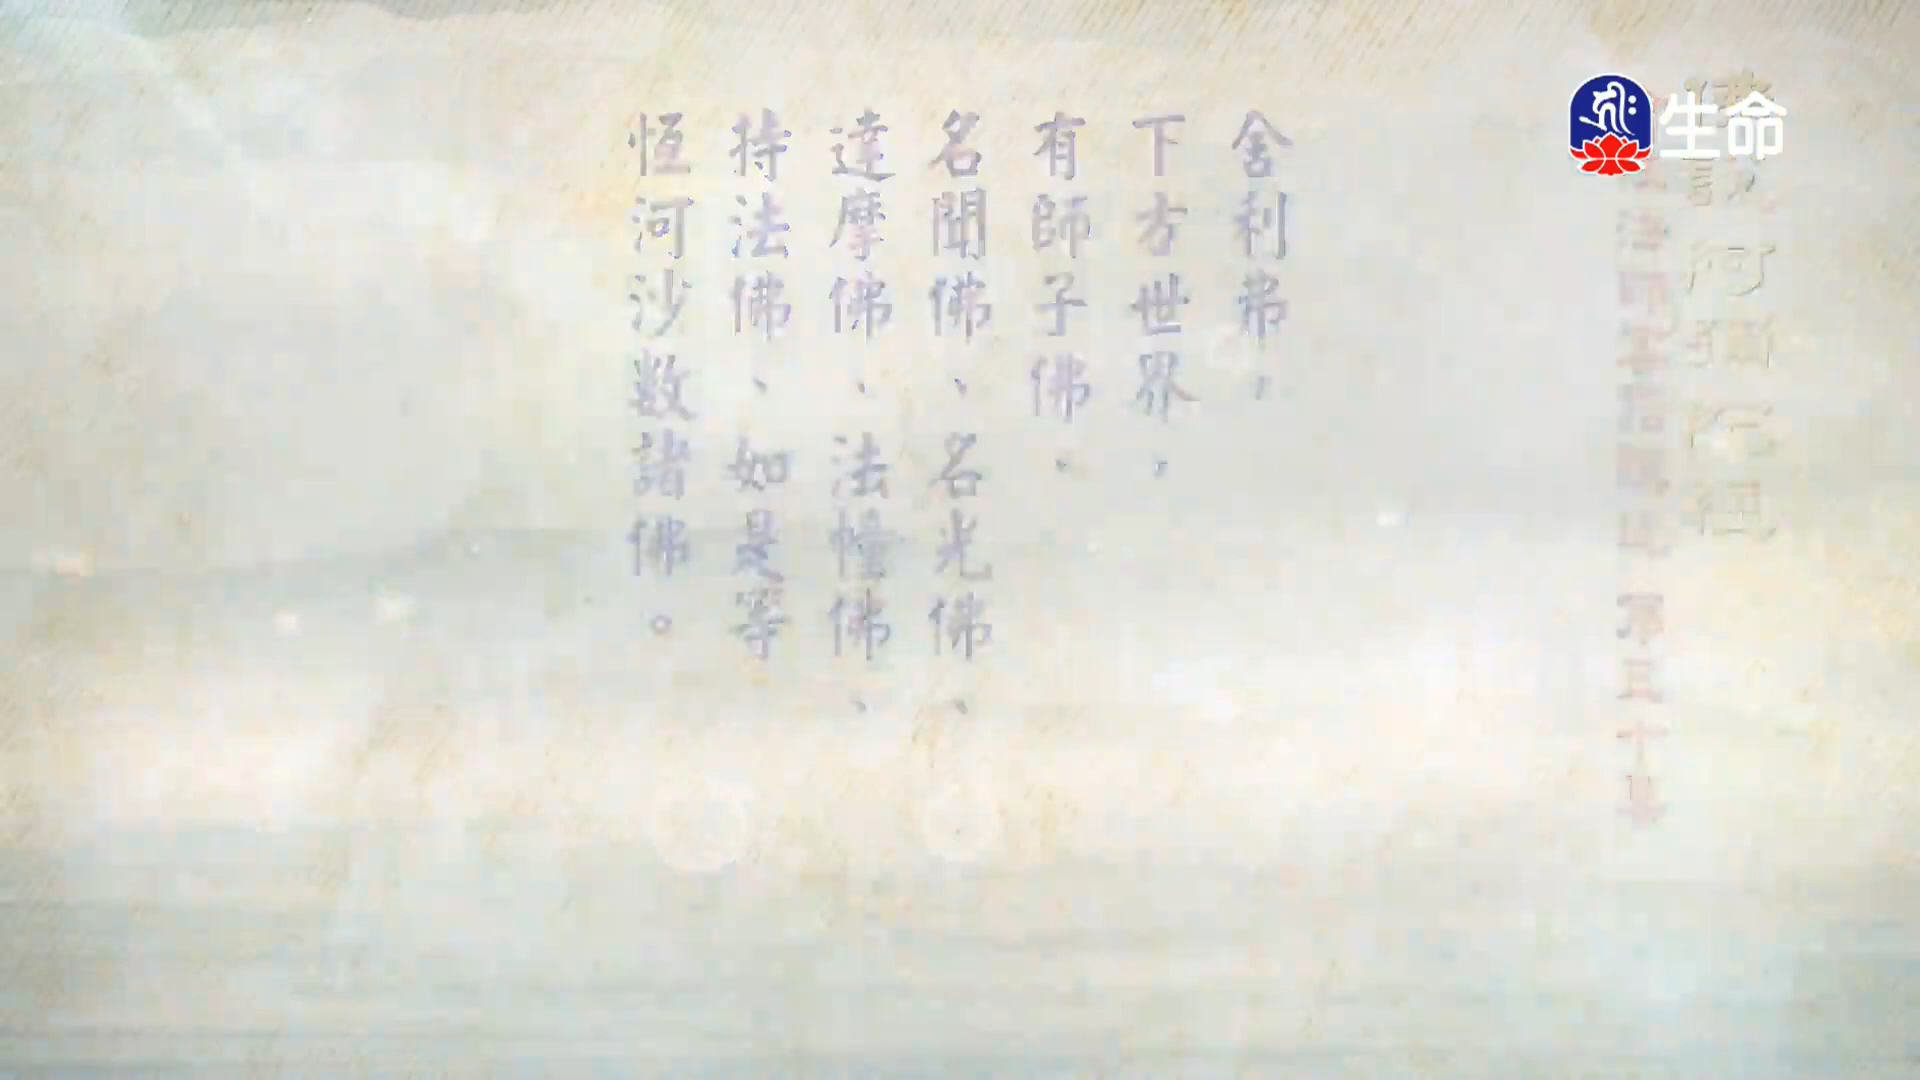 生命
舍利弗，
下方世界，
有師子佛、
名聞佛、名光佛、
達摩佛、法幢佛、
持法佛、如是等
恆河沙數諸佛。